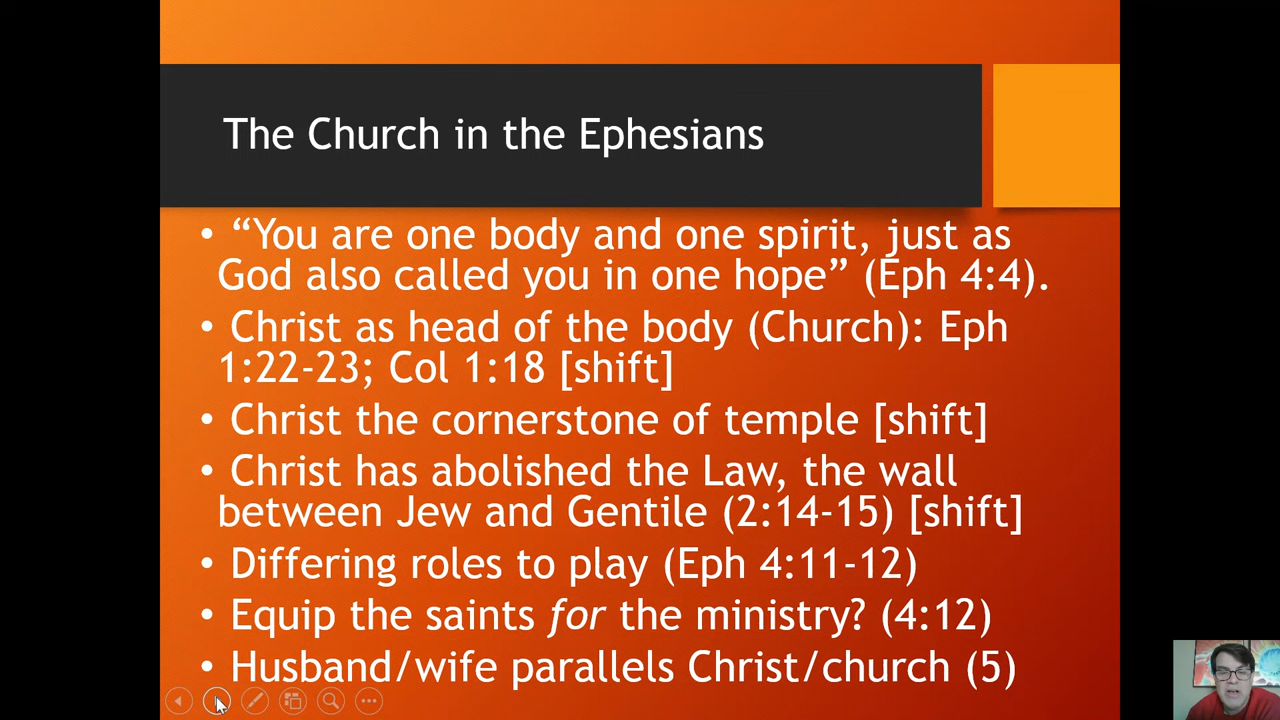 The Church in the Ephesians
• “You are one body and one spirit, just as
God also called you in one hope” (Eph 4:4).
• Christ as head of the body (Church): Eph
1:22-23; Col 1:18 [shift]
• Christ the cornerstone of temple [shift]
• Christ has abolished the Law, the wall
between Jew and Gentile (2:14-15) [shift]
• Differing roles to play (Eph 4:11-12)
• Equip the saints for the ministry? (4:12)
• Husband/wife parallels Christ/church (5)